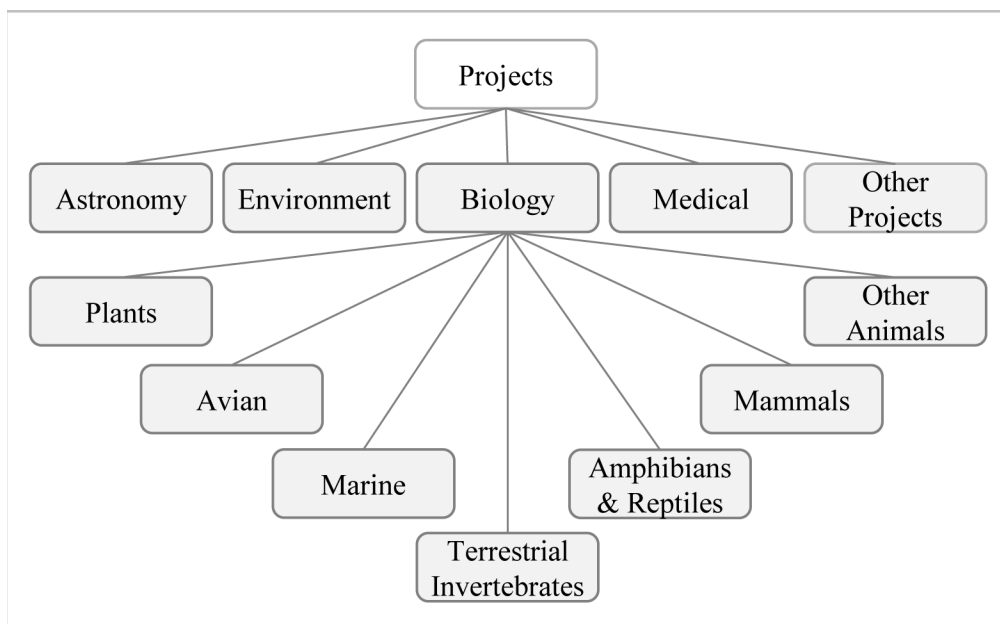 Projects
Astronomy
Environment
Biology
Medical
Other
Projects
Plants
Other
Animals
Avian
Mammals
Marine
Amphibians
& Reptiles
Terrestrial
Invertebrates